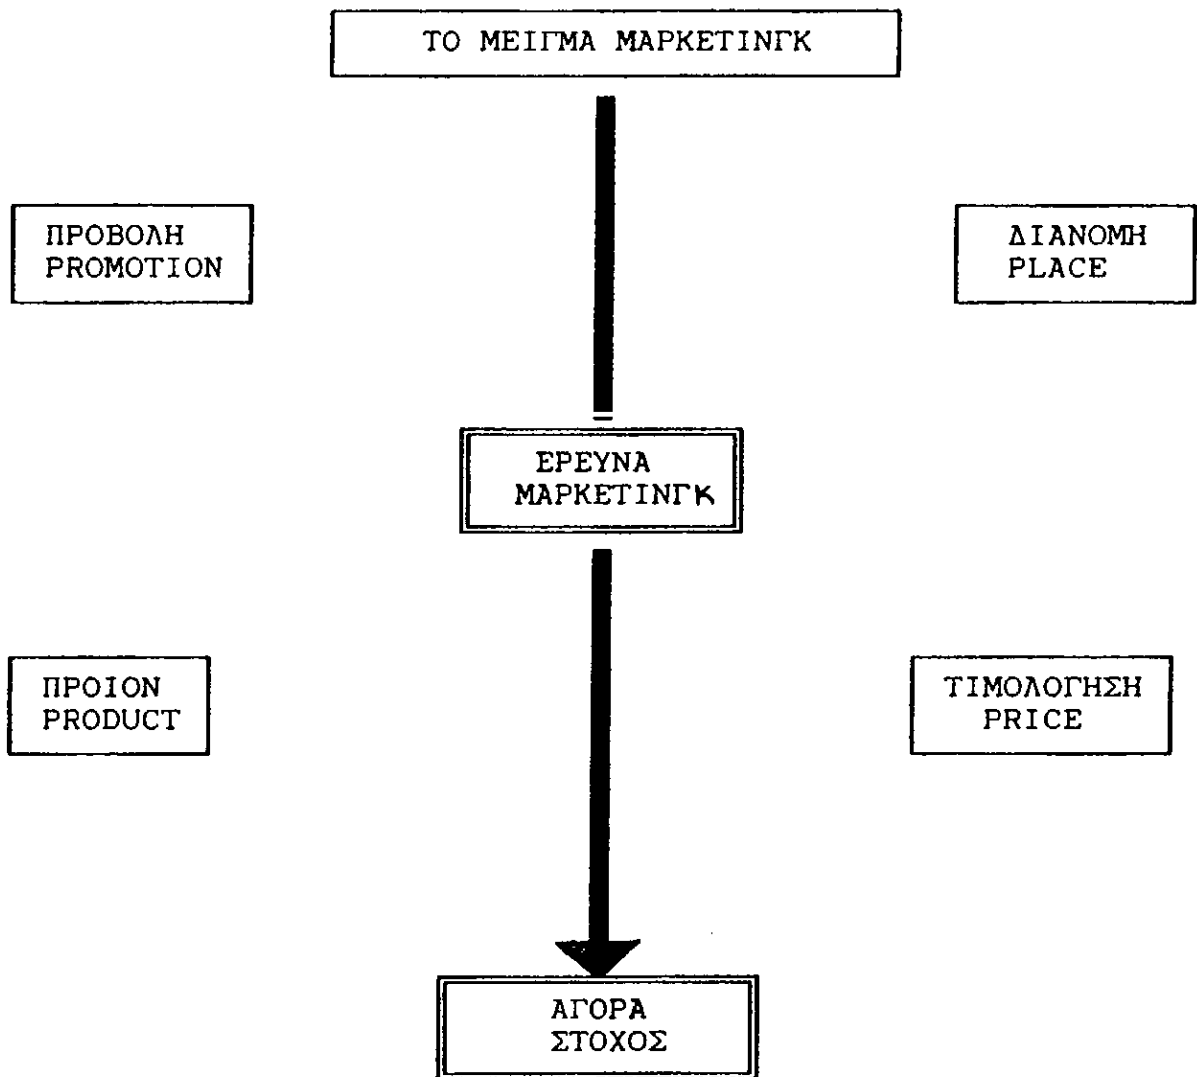 ΤΟ ΜΕΙΓΜΑ ΜΑΡΚΕΤΙΝΓΚ
ΠΡΟΒΟΛΗ
PROMOTION
ΔΙΑΝΟΜΗ
PLACE
ΕΡΕΥΝΑ
ΜΑΡΚΕΤΙΝΓΚ
ΠΡΟΙΟΝ
PRODUCT
ΤΙΜΟΛΟΓΗΣΗ
PRICE
ΑΓΟΡΑ
ΣΤΟΧΟΣ